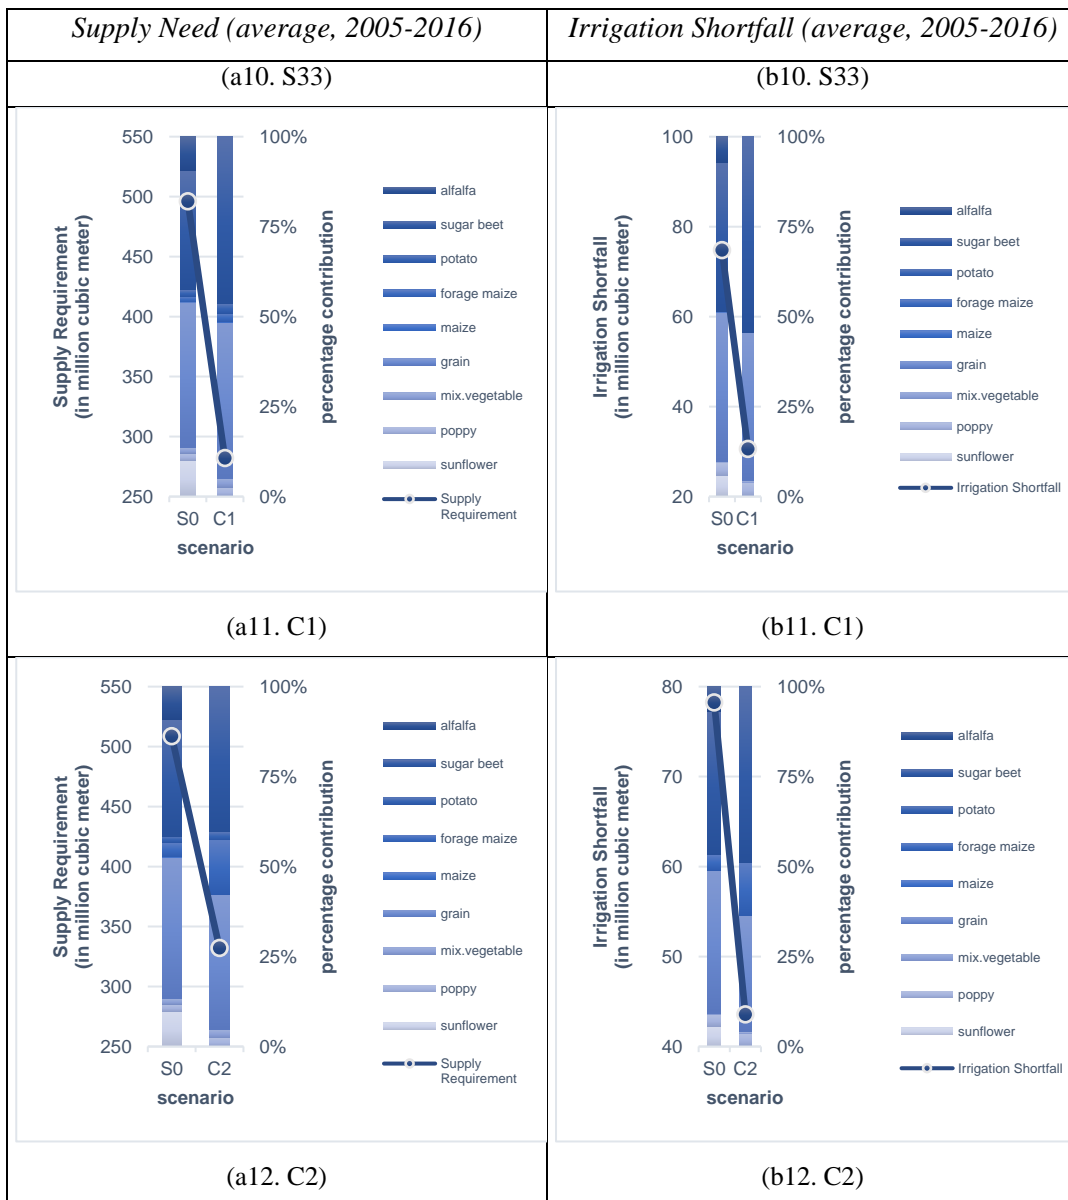 Supply Need (average, 2005-2016)
Irrigation Shortfall (average, 2005-2016)
(a10. S33)
(b10. S33)
Supply Requirement
(in million cubic meter)
550
500
450
400
350
300
250
100%
75%
50%
25%
0%
percentage contribution
S0 C1
scenario
alfalfa
sugar beet
potato
forage maize
maize
grain
mix.vegetable
poppy
sunflower
Supply
Requirement
Irrigation Shortfall
(in million cubic meter)
100
80
60
40
20
100%
75%
50%
25%
0%
percentage contribution
S0 C1
scenario
alfalfa
sugar beet
potato
forage maize
maize
grain
mix.vegetable
poppy
sunflower
Irrigation Shortfall
(a11. C1)
(b11. C1)
Supply Requirement
(in million cubic meter)
550
500
450
400
350
300
250
100%
75%
50%
25%
0%
percentage contribution
S0 C2
scenario
alfalfa
sugar beet
potato
forage maize
maize
grain
mix.vegetable
poppy
sunflower
Supply
Requirement
Irrigation Shortfall
(in million cubic meter)
80
70
60
50
40
100%
75%
50%
25%
0%
percentage contribution
S0 C2
scenario
alfalfa
sugar beet
potato
forage maize
maize
grain
mix.vegetable
poppy
sunflower
Irrigation Shortfall
(a12. C2)
(b12. C2)